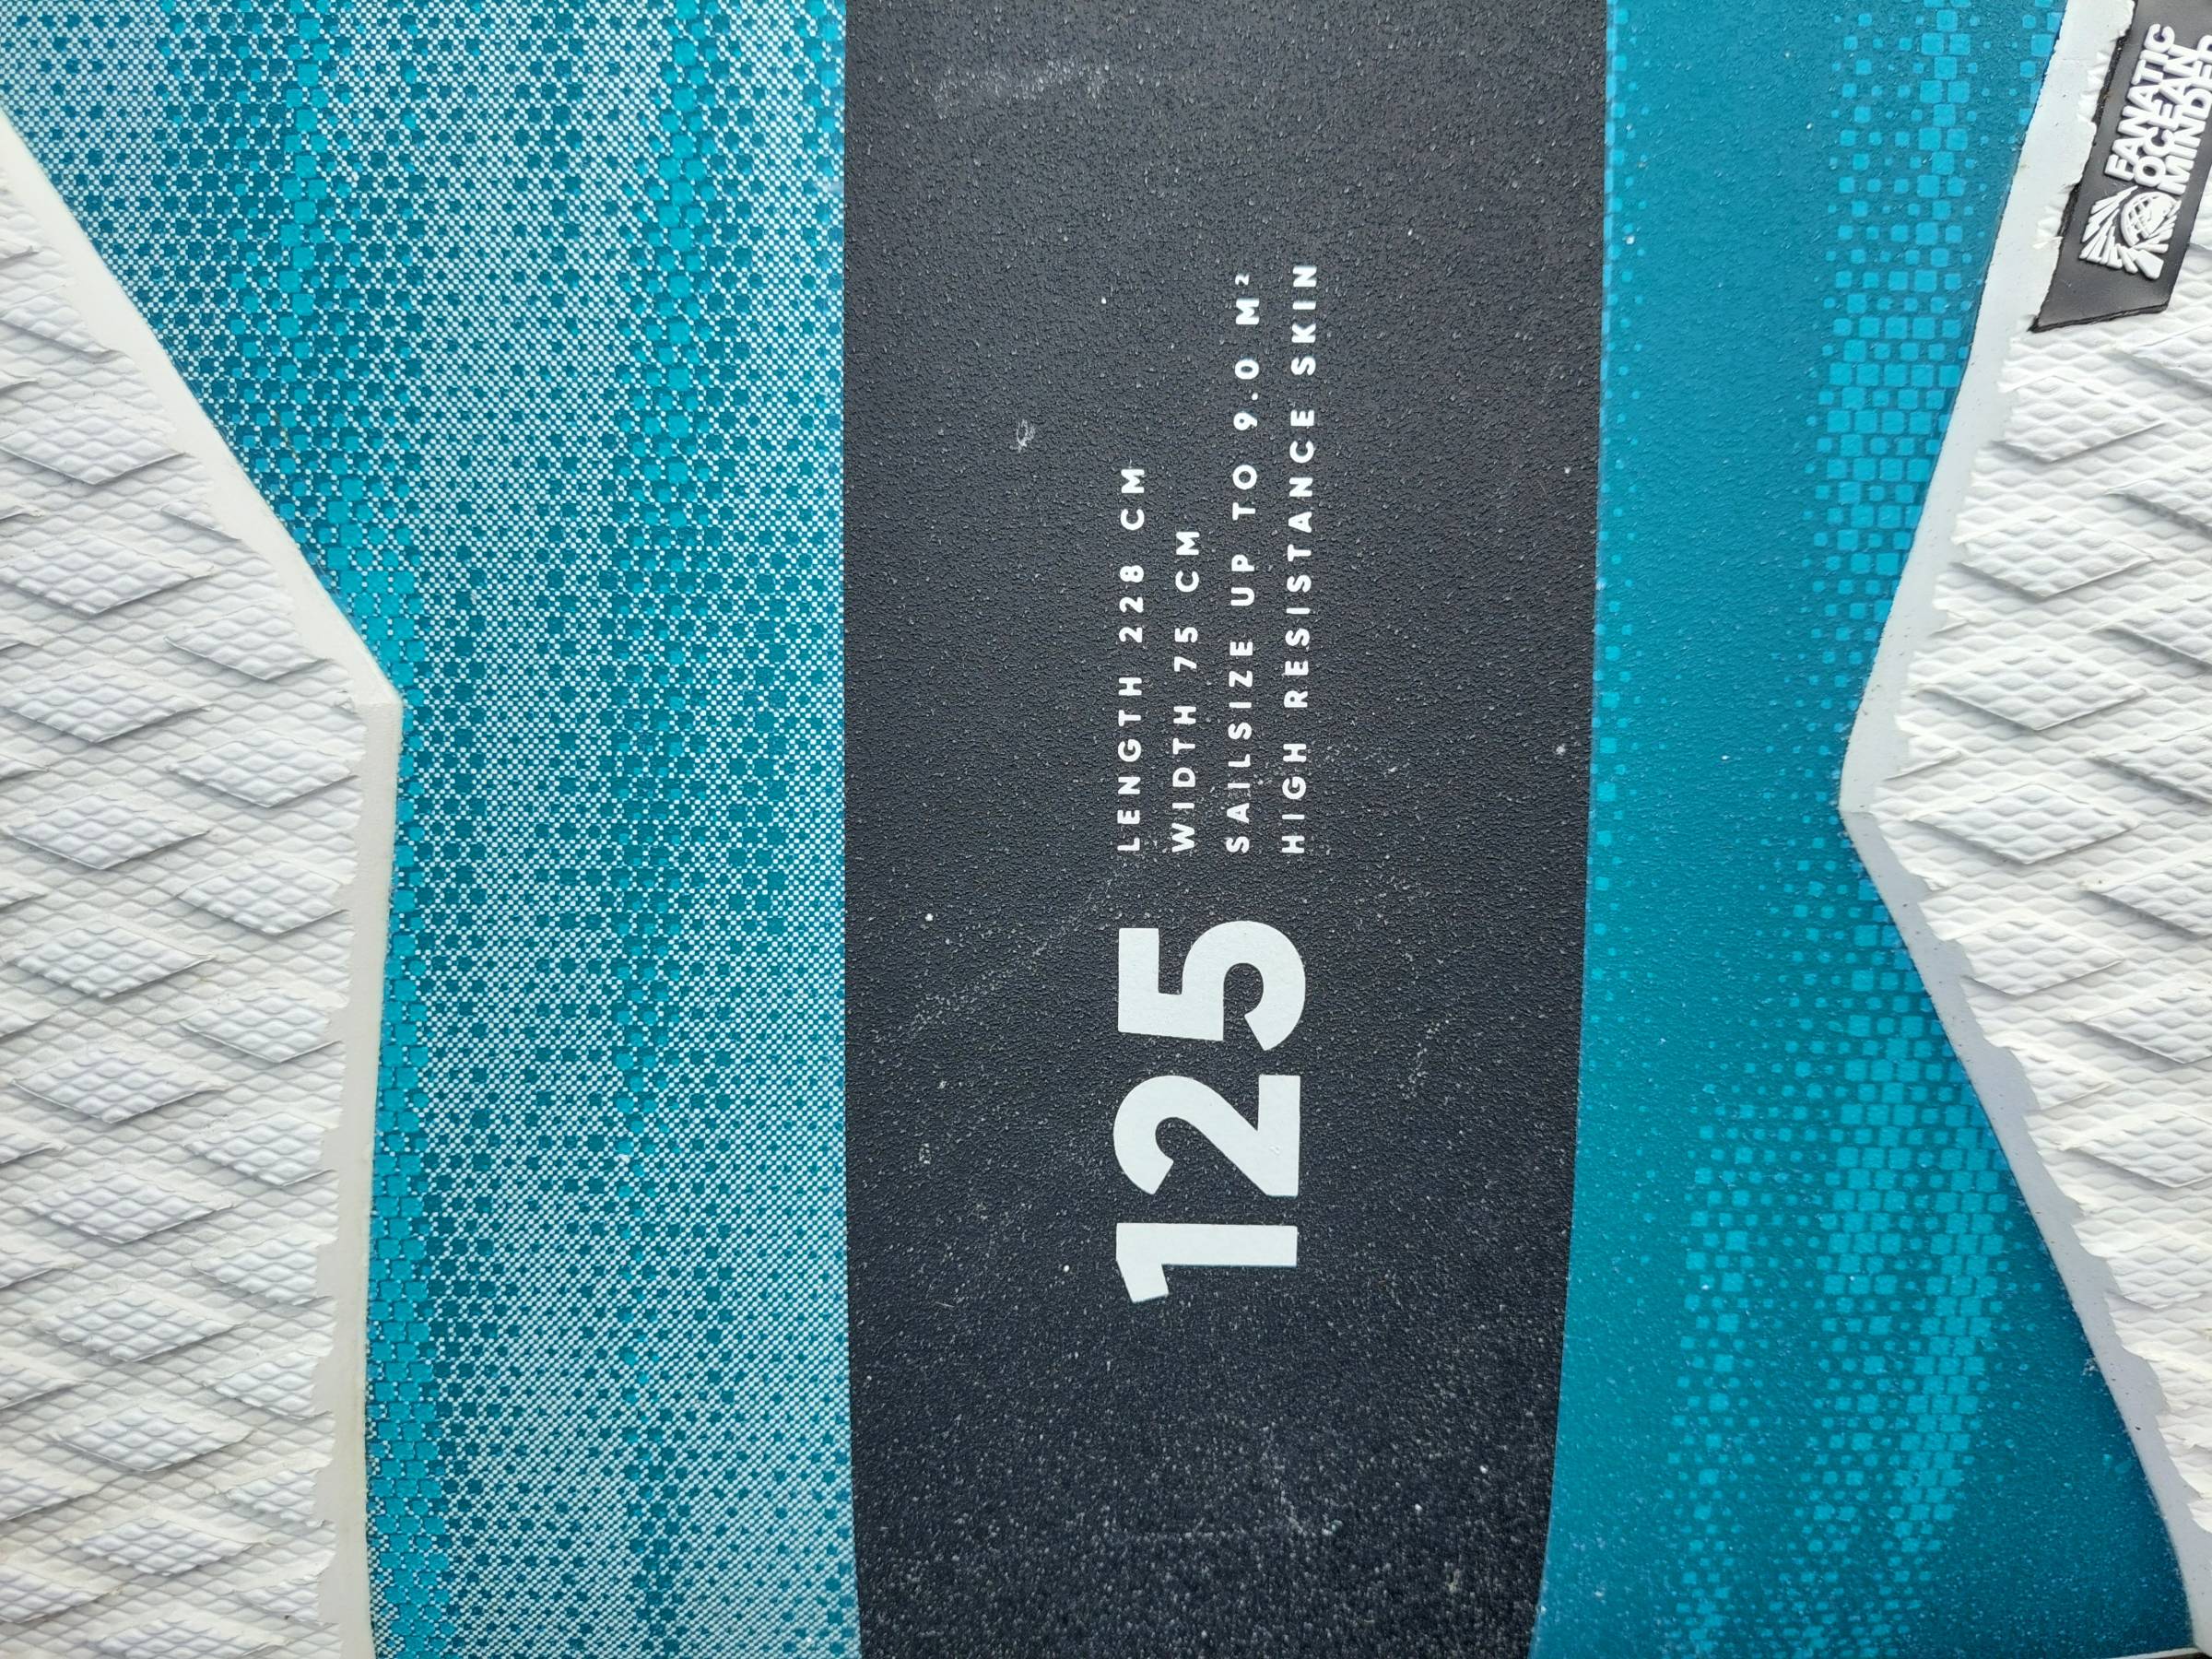 125
LENGTH 228 CM
WIDTH 75 CM
SAILSIZE UP TO 9.0 M²
HIGH RESISTANCE SKIN
FANATIC
OCEAN
MINDED